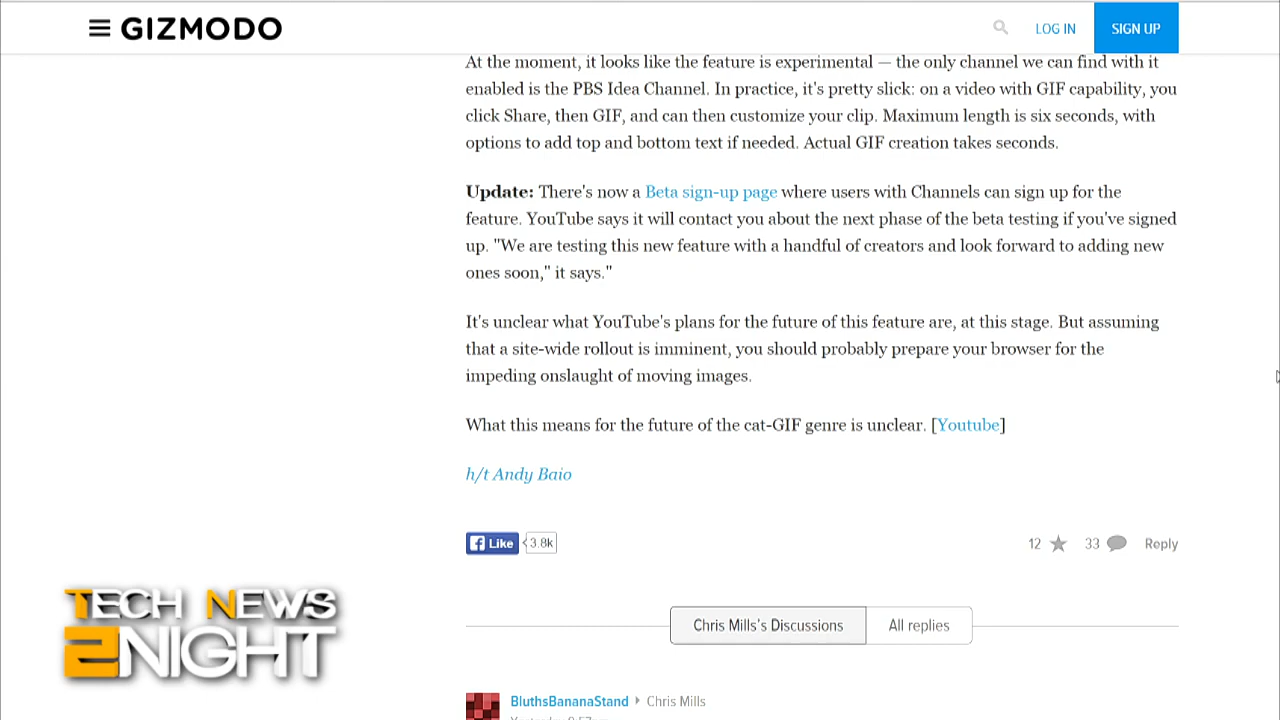 GIZMODO
LOG IN
SIGN UP
At the moment, it looks like the feature is experimental — the only channel we can find with it
enabled is the PBS Idea Channel. In practice, it's pretty slick: on a video with GIF capability, you
click Share, then GIF, and can then customize your clip. Maximum length is six seconds, with
options to add top and bottom text if needed. Actual GIF creation takes seconds.
Update: There's now a Beta sign-up page where users with Channels can sign up for the
feature. YouTube says it will contact you about the next phase of the beta testing if you've signed
up. "We are testing this new feature with a handful of creators and look forward to adding new
ones soon," it says."
It's unclear what YouTube's plans for the future of this feature are, at this stage. But assuming
that a site-wide rollout is imminent, you should probably prepare your browser for the
impeding onslaught of moving images.
What this means for the future of the cat-GIF genre is unclear. [Youtube]
h/t Andy Baio
Like 3.8k
12 33 Reply
TECH NEWS
2NIGHT
Chris Mills's Discussions
All replies
BluthsBananaStand Chris Mills